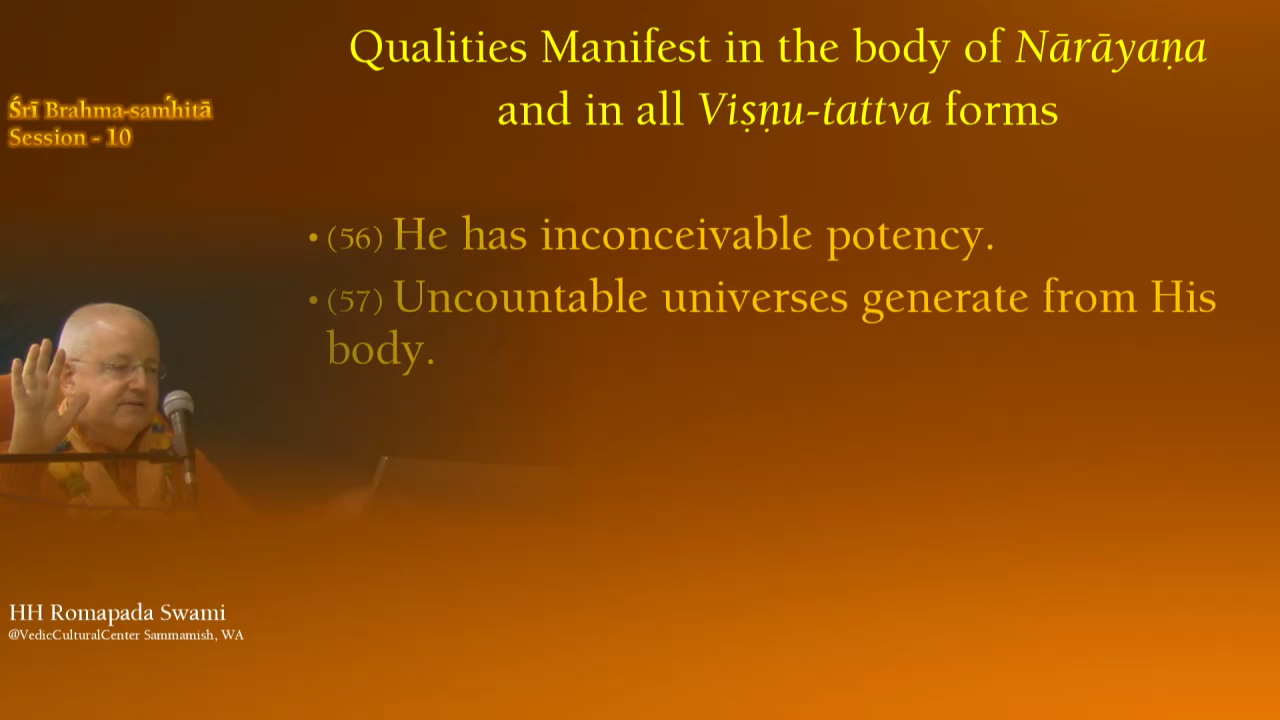 Qualities Manifest in the body of Nārāyaṇa
and in all Viṣṇu-tattva forms
Śrī Brahma-saḿhitā
Session - 10
• (56) He has inconceivable potency.
• (57) Uncountable universes generate from His
body.
HH Romapada Swami
@VedicCulturalCenter Sammamish, WA